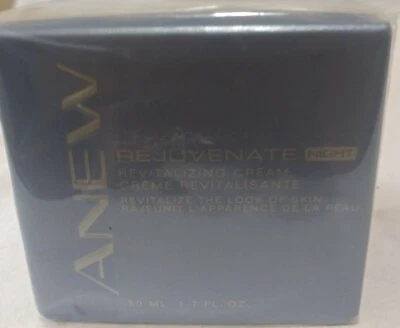 ANEW
REJUVENATE NIGHT
REVITALIZING CREAM
CRÈME REVITALISANTE
REVITALIZE THE LOOK OF SKIN
RAJEUNIT L'APPARENCE DE LA PEAU
ML 1.7 FL. OZ.